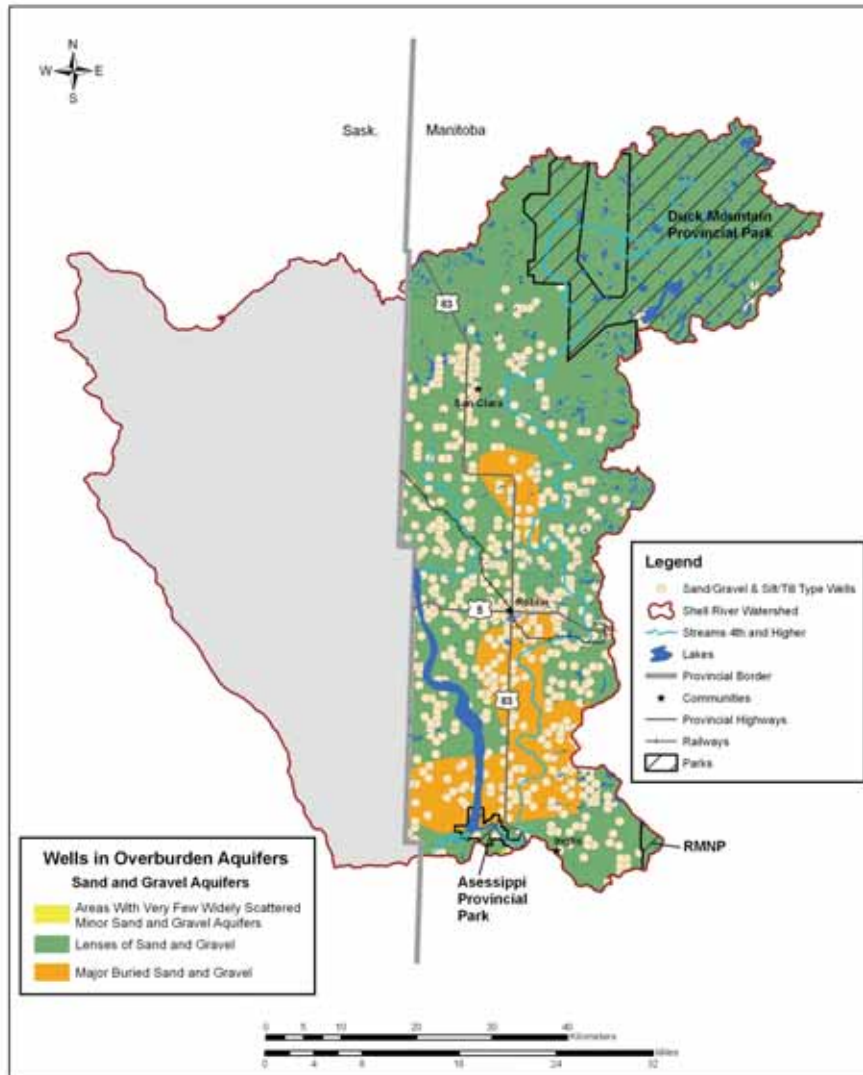 N
W E
S
Sask. Manitoba
Duck Mountain
Provincial Park
83
San Clara
Roblin
5
83
Legend
Sand/Gravel & Silt/Till Type Wells
Shell River Watershed
Streams 4th and Higher
Lakes
Provincial Border
Communities
Provincial Highways
Railways
Parks
RMNP
Asessippi
Provincial
Park
Wells in Overburden Aquifers
Sand and Gravel Aquifers
Areas With Very Few Widely Scattered
Minor Sand and Gravel Aquifers
Lenses of Sand and Gravel
Major Buried Sand and Gravel
0 5 10 20 30 40
Kilometers
Miles
0 4 8 16 24 32